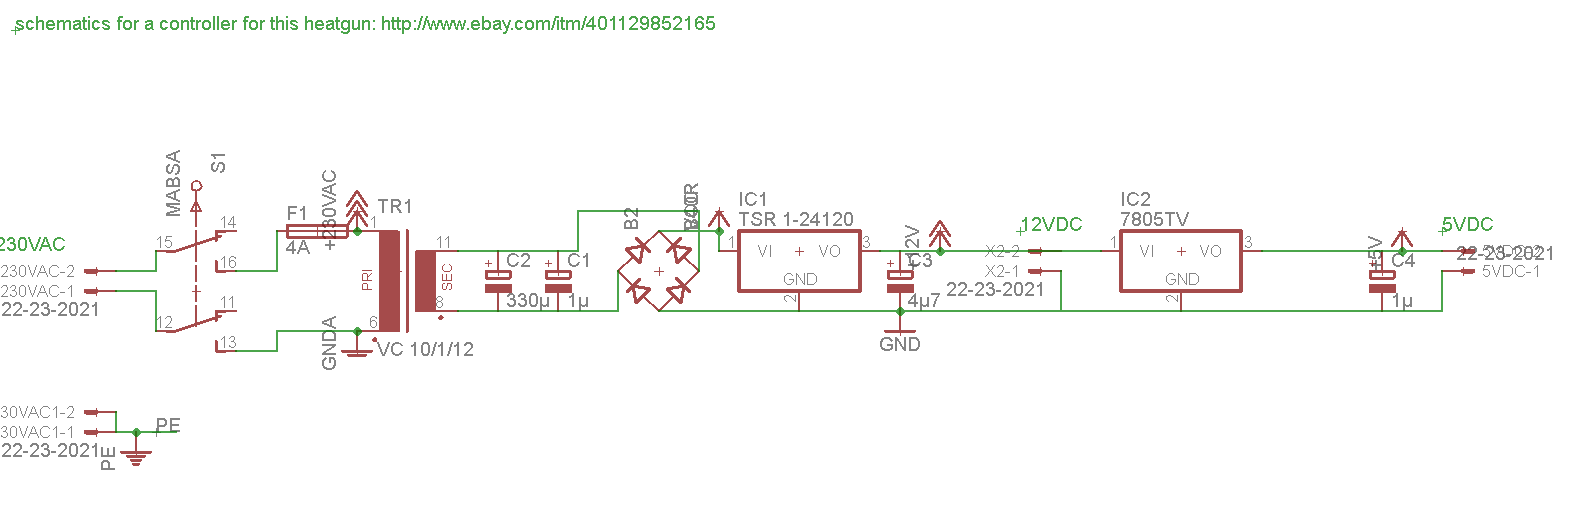 schematics for a controller for this heatgun: http://www.ebay.com/itm/401129852165
MABSA
S1
230VAC
230VAC-2
230VAC-1
22-23-2021
15
14
16
12
11
13
F1
4A
+230VAC
GNDA
TR1
1
6
PRI
SEC
11
8
VC 10/1/12
C2
330µ
C1
1µ
B2
IC1
TSR 1-24120
1
VI
VO
3
GND
2
+12V
C3
4µ7
GND
12VDC
X2-2
X2-1
22-23-2021
IC2
7805TV
1
VI
VO
3
GND
2
+5V
C4
1µ
5VDC
5VDC-2
22-23-2021
5VDC-1
30VAC1-2
30VAC1-1
22-23-2021
PE
PE